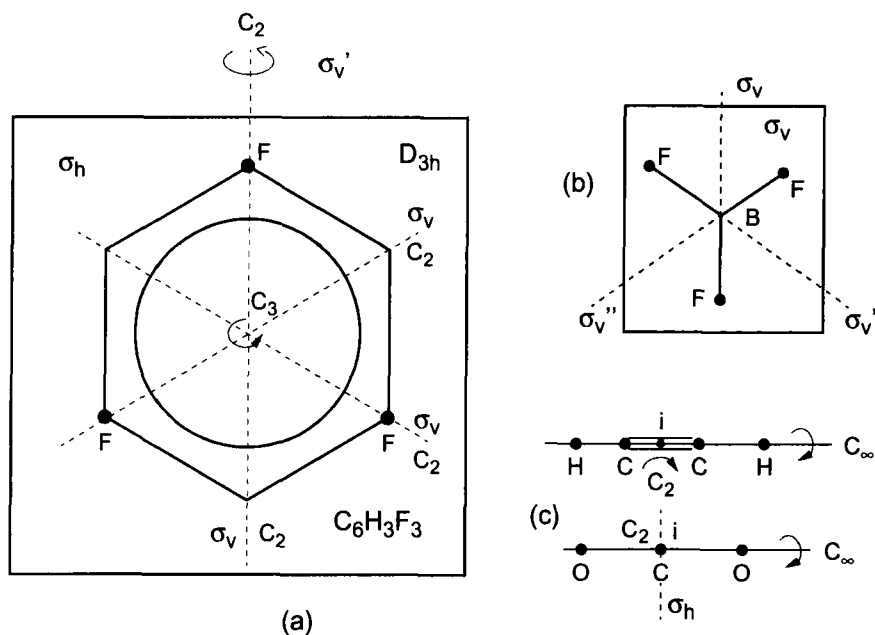 C₂
σᵥ'
σₕ
F
D₃ₕ
σᵥ
C₂
C₃
F
F
σᵥ
C₂
σᵥ
C₂
C₆H₃F₃
(a)
σᵥ
σᵥ
(b)
F
F
B
F
σᵥ''
σᵥ'
i
H C C H
C∞
C₂
(c)
C₂ i
O C O
C∞
σₕ